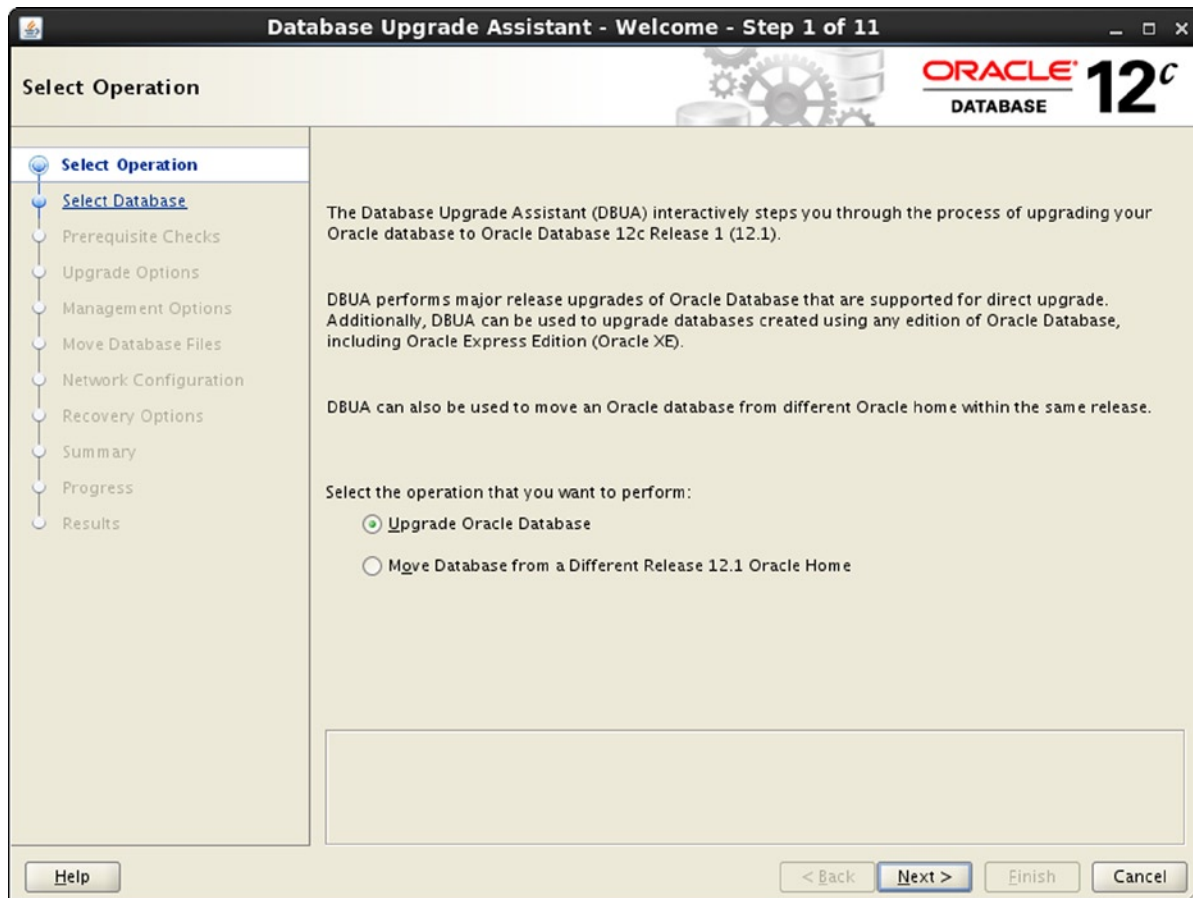 Database Upgrade Assistant - Welcome - Step 1 of 11
Select Operation
ORACLE
DATABASE
12c
Select Operation
Select Database
Prerequisite Checks
Upgrade Options
Management Options
Move Database Files
Network Configuration
Recovery Options
Summary
Progress
Results
The Database Upgrade Assistant (DBUA) interactively steps you through the process of upgrading your
Oracle database to Oracle Database 12c Release 1 (12.1).
DBUA performs major release upgrades of Oracle Database that are supported for direct upgrade.
Additionally, DBUA can be used to upgrade databases created using any edition of Oracle Database,
including Oracle Express Edition (Oracle XE).
DBUA can also be used to move an Oracle database from different Oracle home within the same release.
Select the operation that you want to perform:
Upgrade Oracle Database
Move Database from a Different Release 12.1 Oracle Home
Help
< Back
Next >
Finish
Cancel